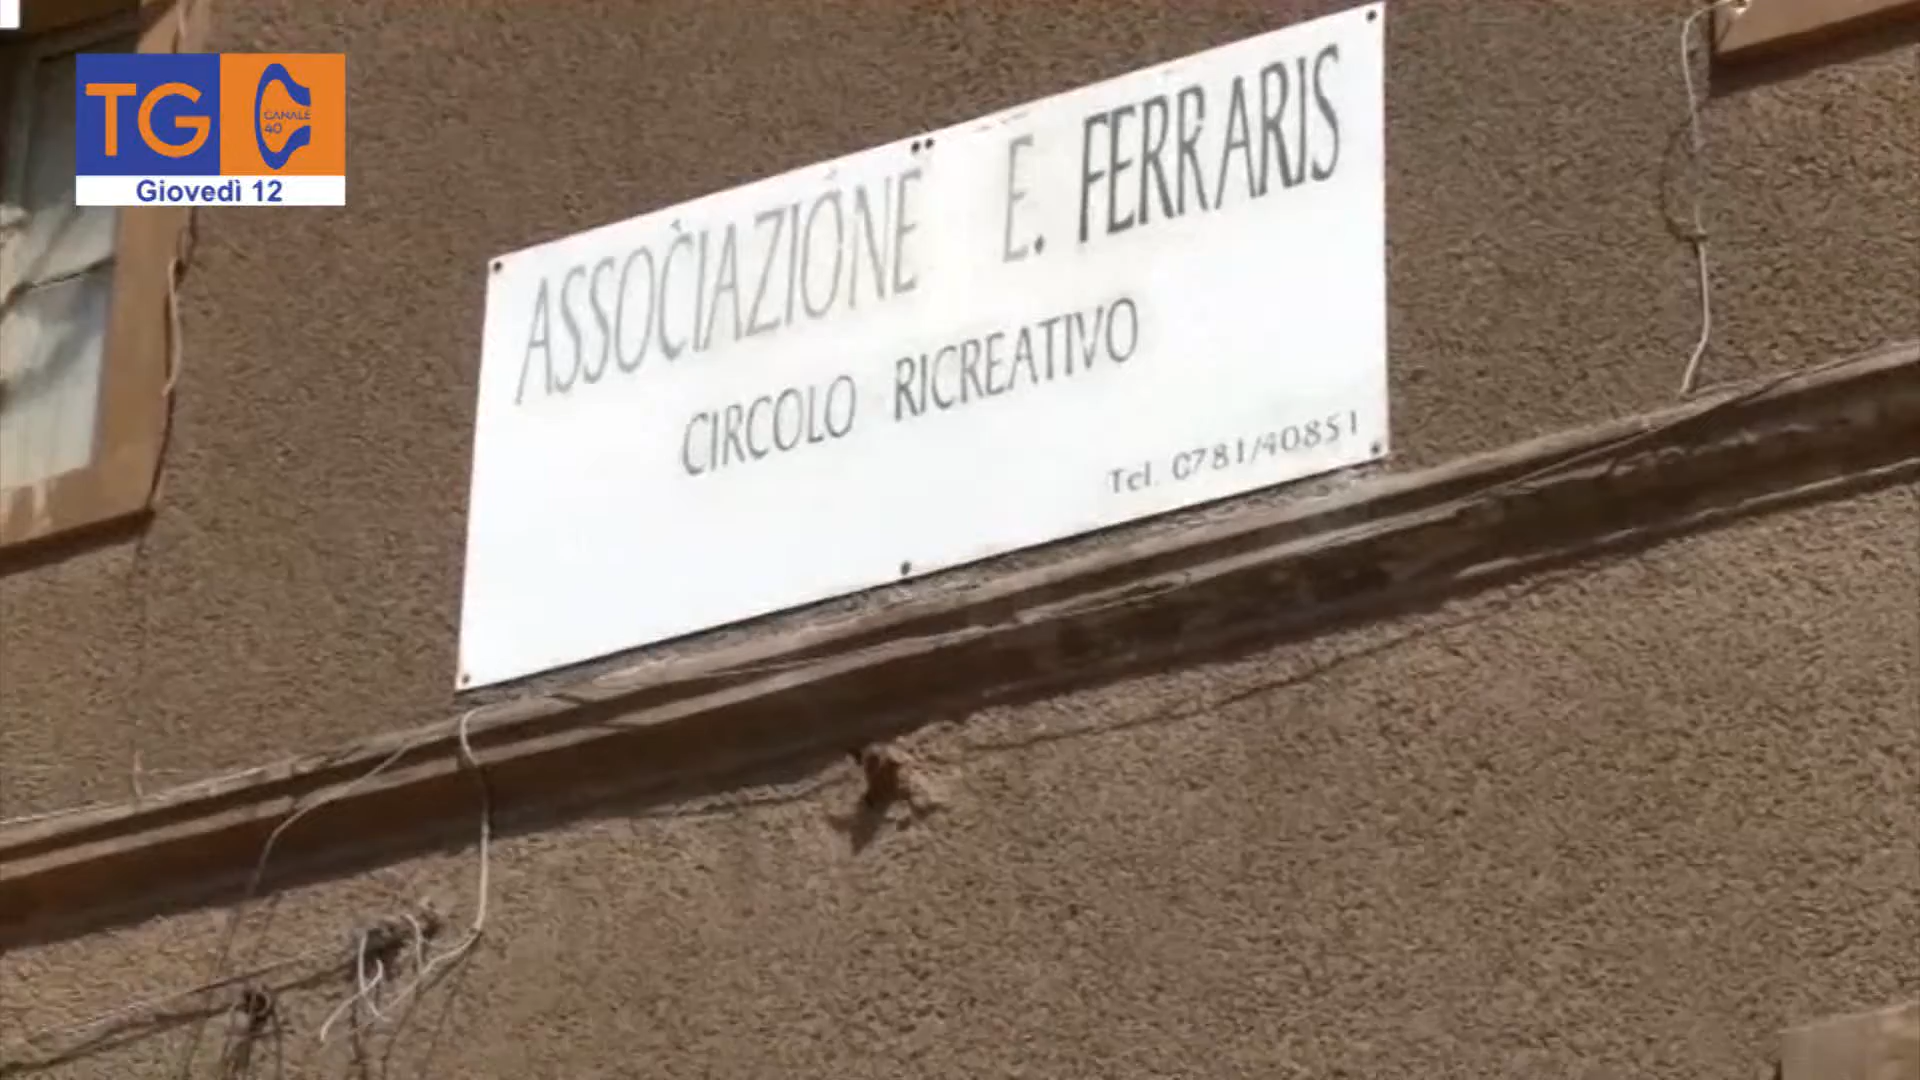 TG
CANALE
40
Giovedì 12
ASSOCIAZIONE E. FERRARIS
CIRCOLO RICREATIVO
Tel. 0781/40851